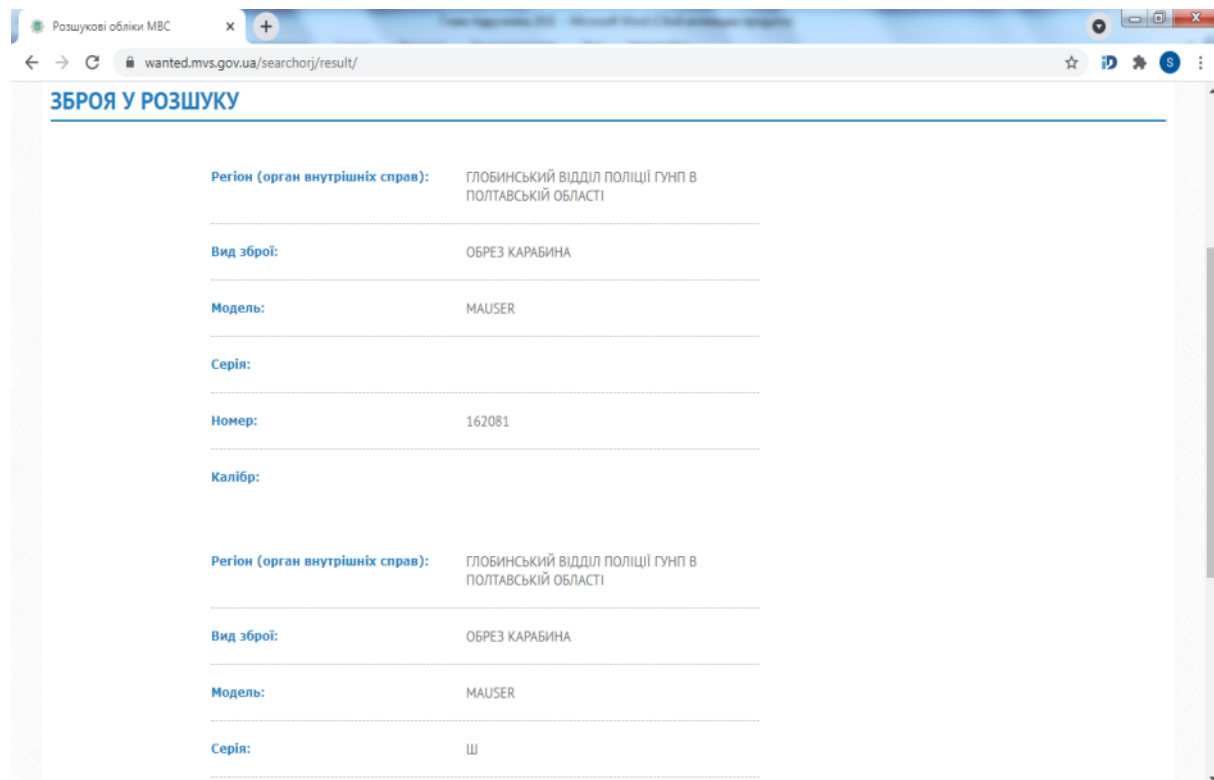 Розшукові обліки МВС
wanted.mvs.gov.ua/searchorj/result/
S
ЗБРОЯ У РОЗШУКУ
Регіон (орган внутрішніх справ): ГЛОБИНСЬКИЙ ВІДДІЛ ПОЛІЦІЇ ГУНП В
ПОЛТАВСЬКІЙ ОБЛАСТІ
Вид зброї: ОБРЕЗ КАРАБИНА
Модель: MAUSER
Серія:
Номер: 162081
Калібр:
Регіон (орган внутрішніх справ): ГЛОБИНСЬКИЙ ВІДДІЛ ПОЛІЦІЇ ГУНП В
ПОЛТАВСЬКІЙ ОБЛАСТІ
Вид зброї: ОБРЕЗ КАРАБИНА
Модель: MAUSER
Серія: Ш